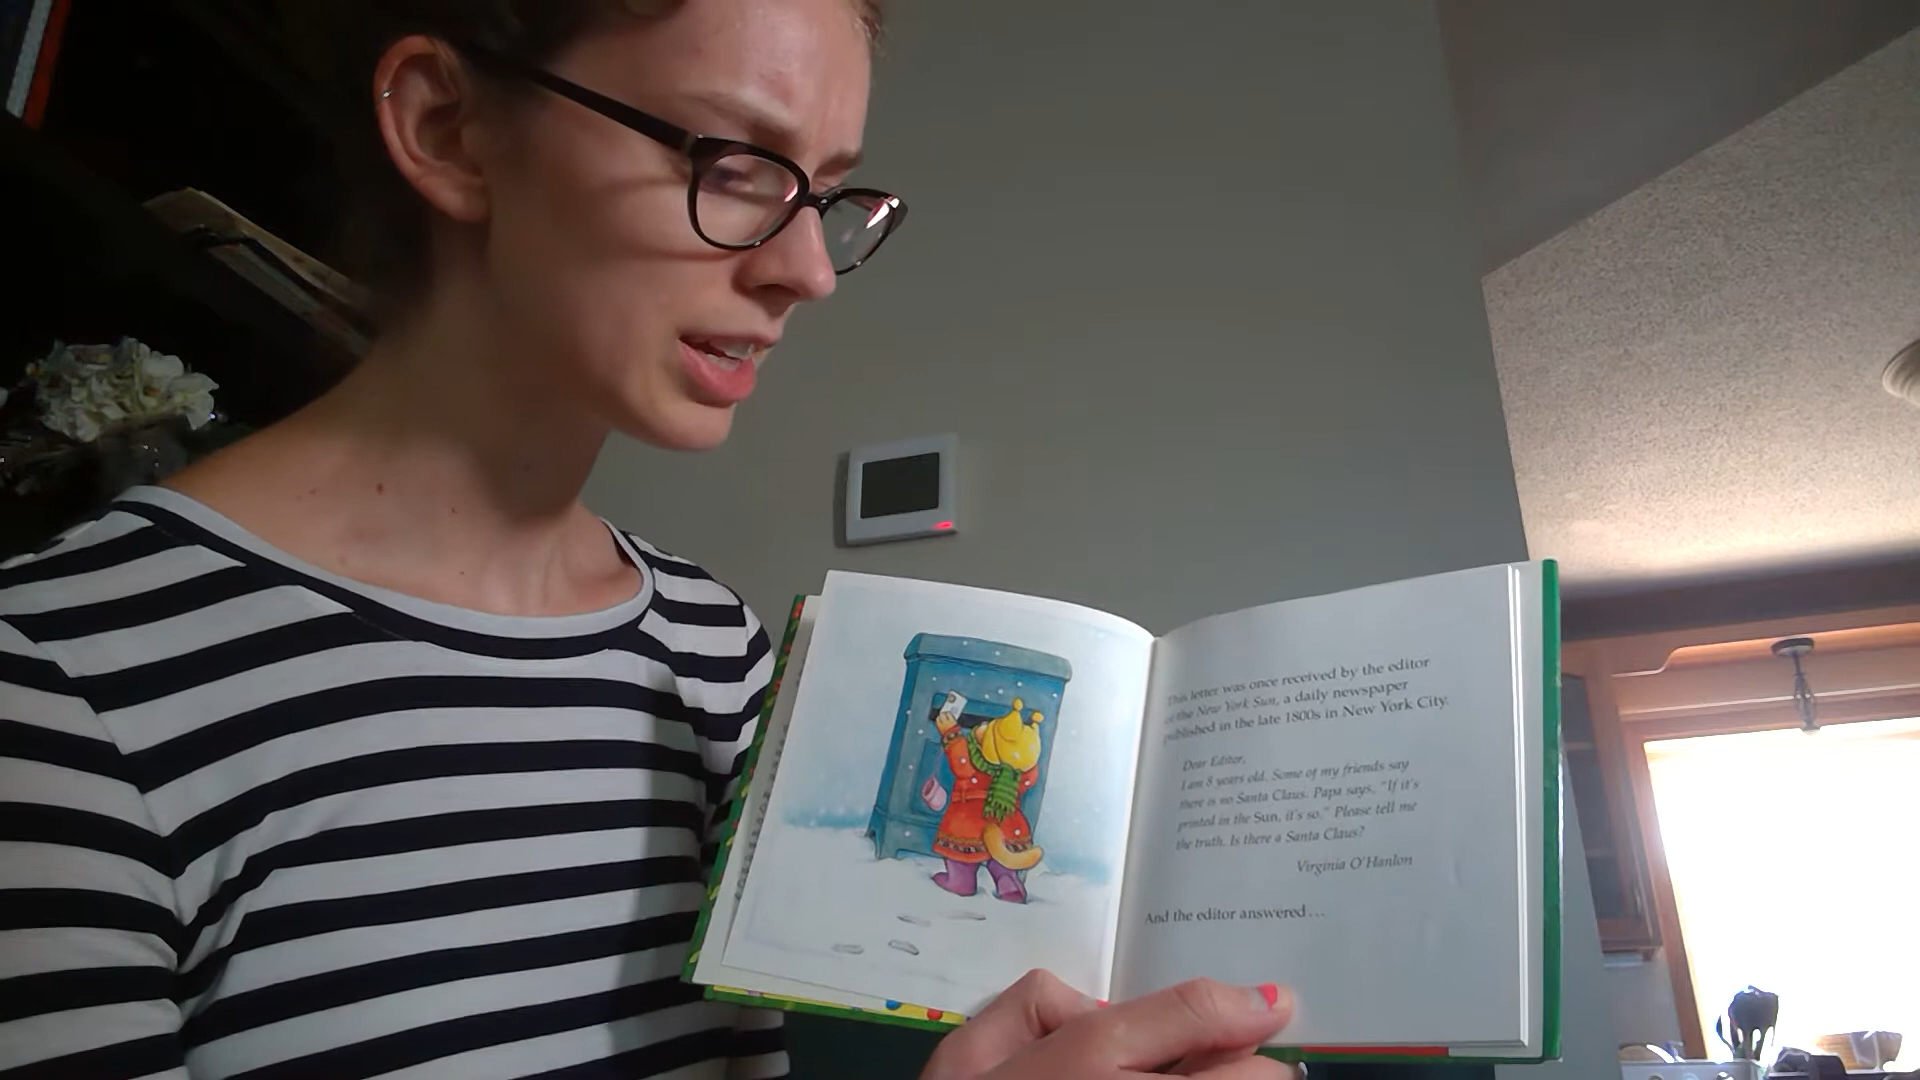 This letter was once received by the editor
of the New York Sun, a daily newspaper
published in the late 1800s in New York City.
Dear Editor,
I am 8 years old. Some of my friends say
there is no Santa Claus. Papa says, "If it's
printed in the Sun, it's so." Please tell me
the truth. Is there a Santa Claus?
Virginia O'Hanlon
And the editor answered...